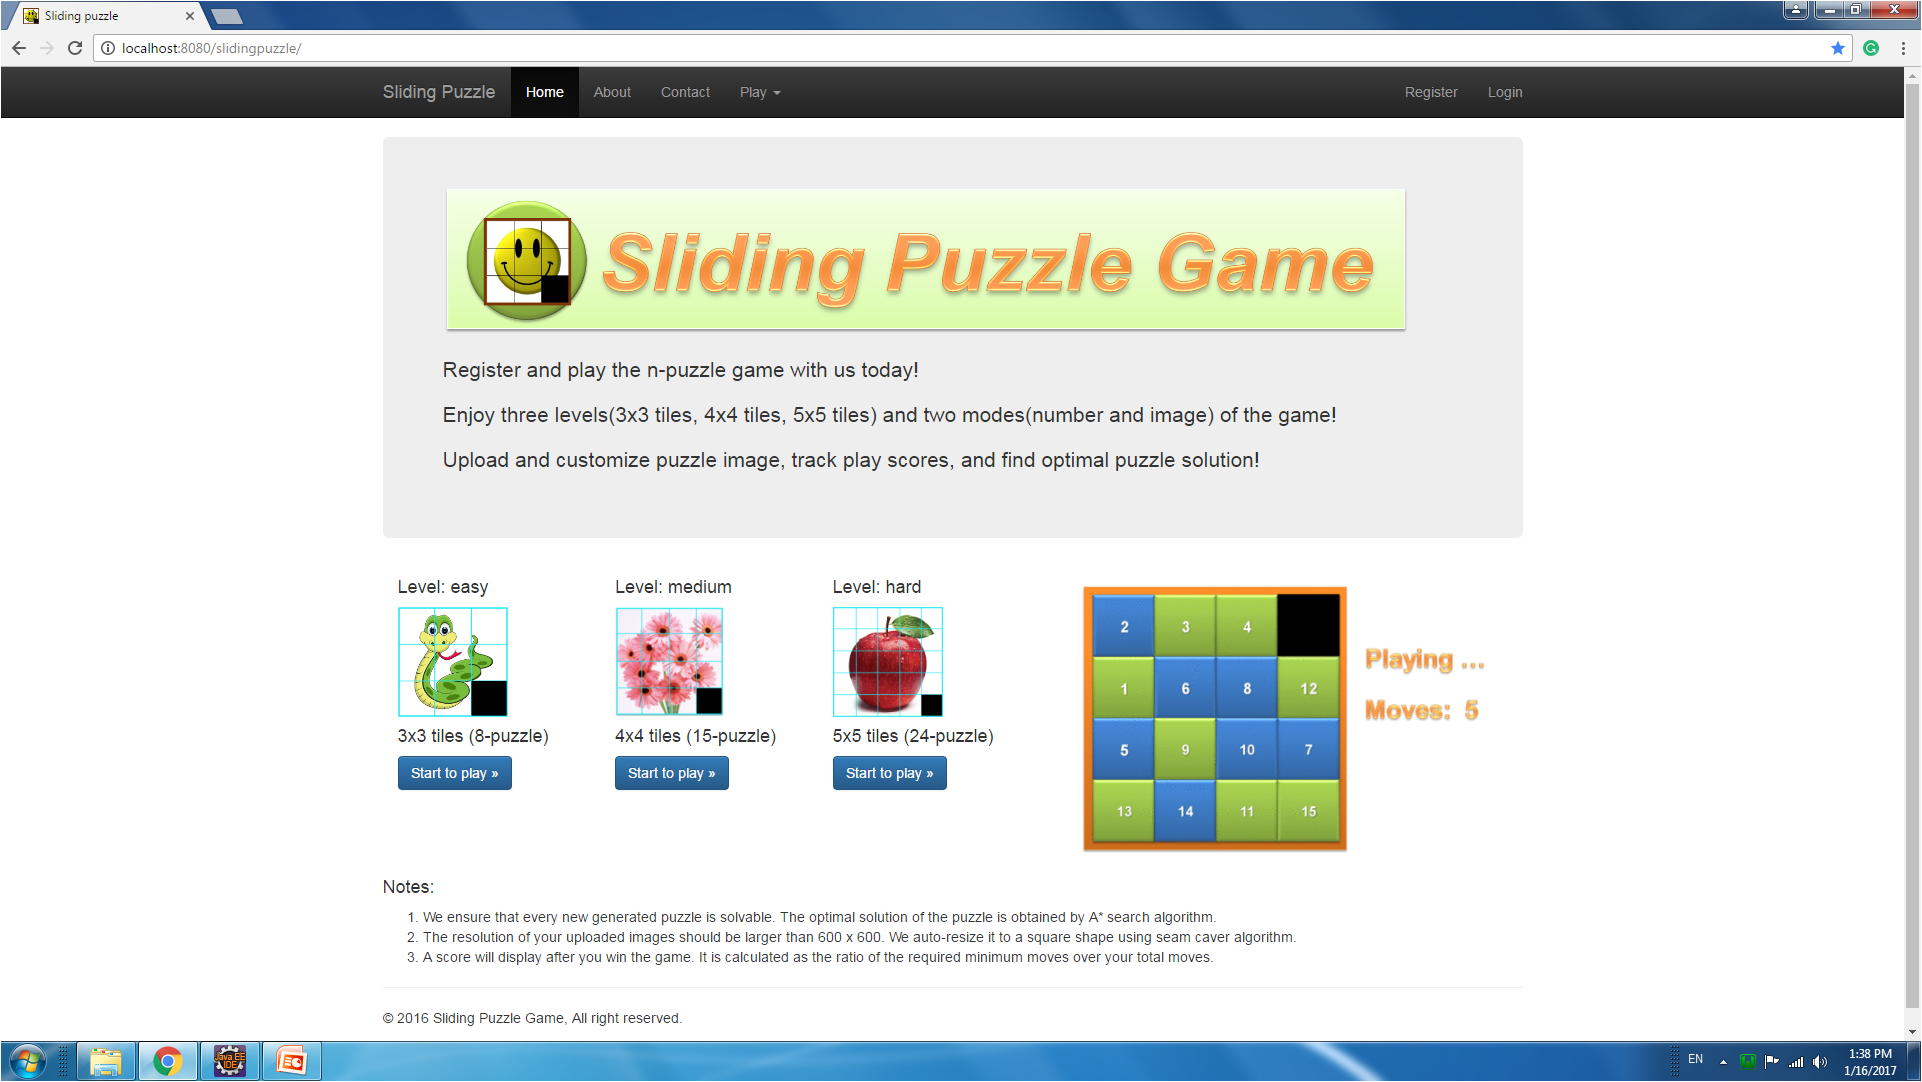 Sliding puzzle
localhost:8080/slidingpuzzle/
Sliding Puzzle Home About Contact Play Register Login
Sliding Puzzle Game
Register and play the n-puzzle game with us today!
Enjoy three levels(3x3 tiles, 4x4 tiles, 5x5 tiles) and two modes(number and image) of the game!
Upload and customize puzzle image, track play scores, and find optimal puzzle solution!
Level: easy
3x3 tiles (8-puzzle)
Start to play »
Level: medium
4x4 tiles (15-puzzle)
Start to play »
Level: hard
5x5 tiles (24-puzzle)
Start to play »
2 3 4
1 6 8 12
5 9 10 7
13 14 11 15
Playing ...
Moves: 5
Notes:
1. We ensure that every new generated puzzle is solvable. The optimal solution of the puzzle is obtained by A* search algorithm.
2. The resolution of your uploaded images should be larger than 600 x 600. We auto-resize it to a square shape using seam caver algorithm.
3. A score will display after you win the game. It is calculated as the ratio of the required minimum moves over your total moves.
© 2016 Sliding Puzzle Game, All right reserved.
Java EE
IDE
EN
1:38 PM
1/16/2017